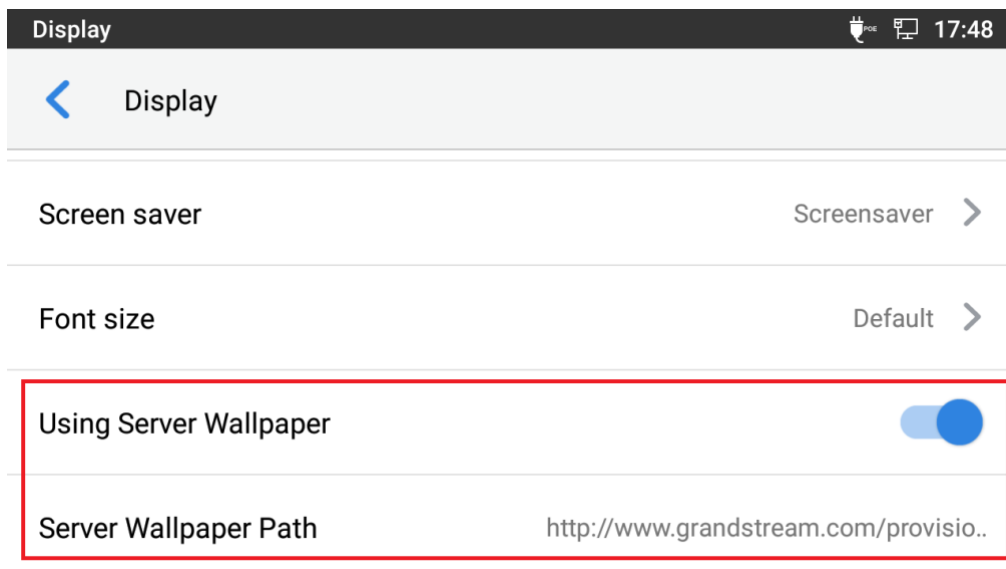 Display POE 17:48
Display
Screen saver Screensaver
Font size Default
Using Server Wallpaper
Server Wallpaper Path http://www.grandstream.com/provisio..